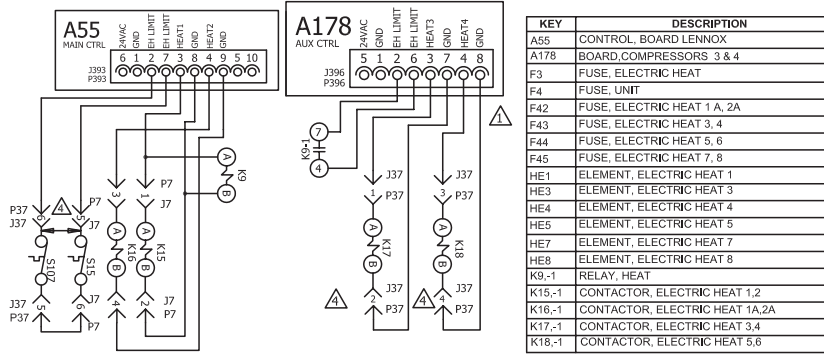 A55
MAIN CTRL
24VAC
GND
EH LIMIT
EH LIMIT
HEAT1
GND
HEAT2
GND
6 1 2 7 3 8 4 9 5 10
J393
P393
A178
AUX CTRL
24VAC
GND
EH LIMIT
EH LIMIT
HEAT3
GND
HEAT4
GND
5 1 2 6 3 7 4 8
J396
P396
1
7
K9-1
4
A
K9
B
P37
J37
6
4
5
P7
J7
S107
S15
J37
P37
5
6
J7
P7
3
1
P7
J7
A
B
K16
A
B
K15
4
2
J7
P7
J37
1
P37
A
K17
B
4
2
J37
P37
J37
3
P37
A
K18
B
4
4
J37
P37
KEY DESCRIPTION
A55 CONTROL, BOARD LENNOX
A178 BOARD,COMPRESSORS 3 & 4
F3 FUSE, ELECTRIC HEAT
F4 FUSE, UNIT
F42 FUSE, ELECTRIC HEAT 1 A, 2A
F43 FUSE, ELECTRIC HEAT 3, 4
F44 FUSE, ELECTRIC HEAT 5, 6
F45 FUSE, ELECTRIC HEAT 7, 8
HE1 ELEMENT, ELECTRIC HEAT 1
HE3 ELEMENT, ELECTRIC HEAT 3
HE4 ELEMENT, ELECTRIC HEAT 4
HE5 ELEMENT, ELECTRIC HEAT 5
HE7 ELEMENT, ELECTRIC HEAT 7
HE8 ELEMENT, ELECTRIC HEAT 8
K9,-1 RELAY, HEAT
K15,-1 CONTACTOR, ELECTRIC HEAT 1,2
K16,-1 CONTACTOR, ELECTRIC HEAT 1A,2A
K17,-1 CONTACTOR, ELECTRIC HEAT 3,4
K18,-1 CONTACTOR, ELECTRIC HEAT 5,6